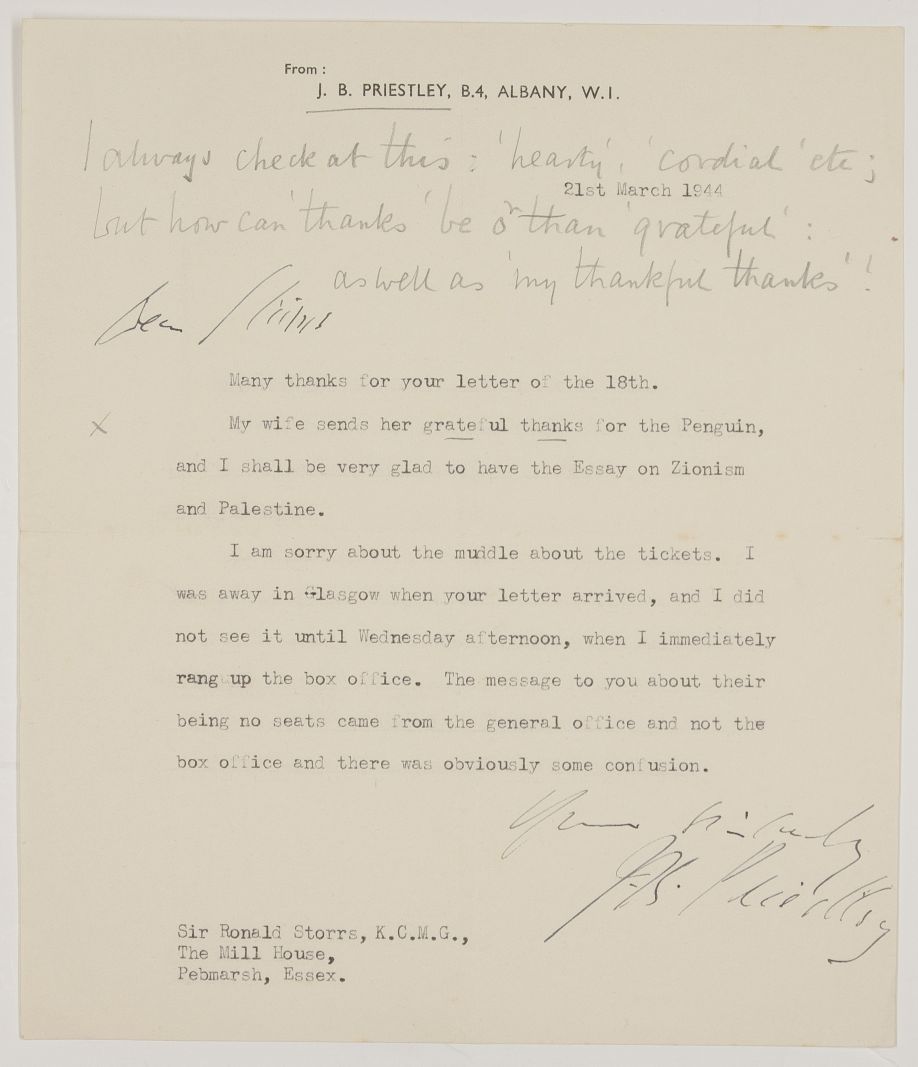 From :
J. B. PRIESTLEY, B.4, ALBANY, W.1.
I always check at this : 'hearty', 'cordial' etc ;
21st March 1944
but how can 'thanks' be or than 'grateful' :
as well as 'my thankful thanks' !
Dear Storrs
Many thanks for your letter of the 18th.
X My wife sends her grateful thanks for the Penguin,
and I shall be very glad to have the Essay on Zionism
and Palestine.
I am sorry about the muddle about the tickets. I
was away in Glasgow when your letter arrived, and I did
not see it until Wednesday afternoon, when I immediately
rang up the box office. The message to you about their
being no seats came from the general office and not the
box office and there was obviously some confusion.
Yours sincerely
J.B. Priestley
Sir Ronald Storrs, K.C.M.G.,
The Mill House,
Pebmarsh, Essex.